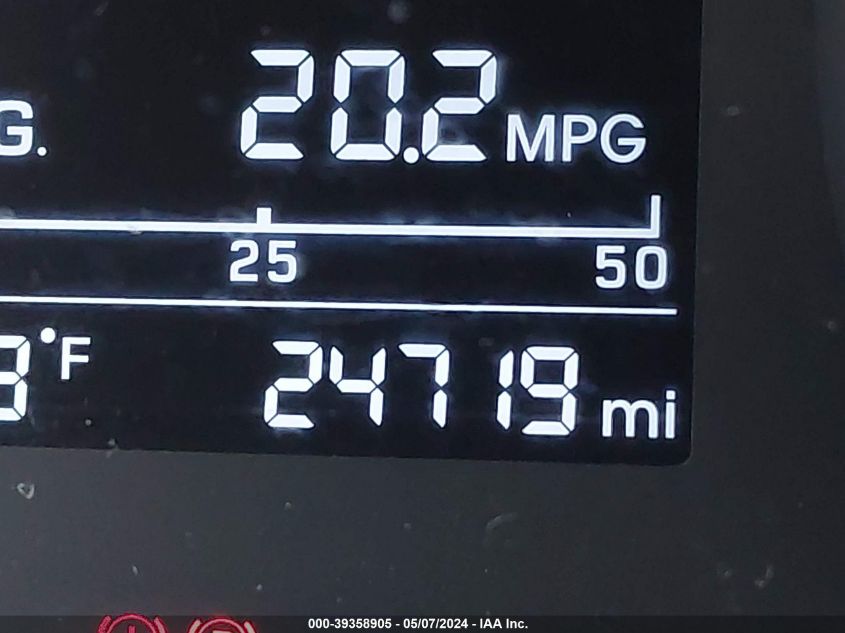 G. 20.2 MPG
25 50
°F 24719 mi
000-39358905 - 05/07/2024 - IAA Inc.